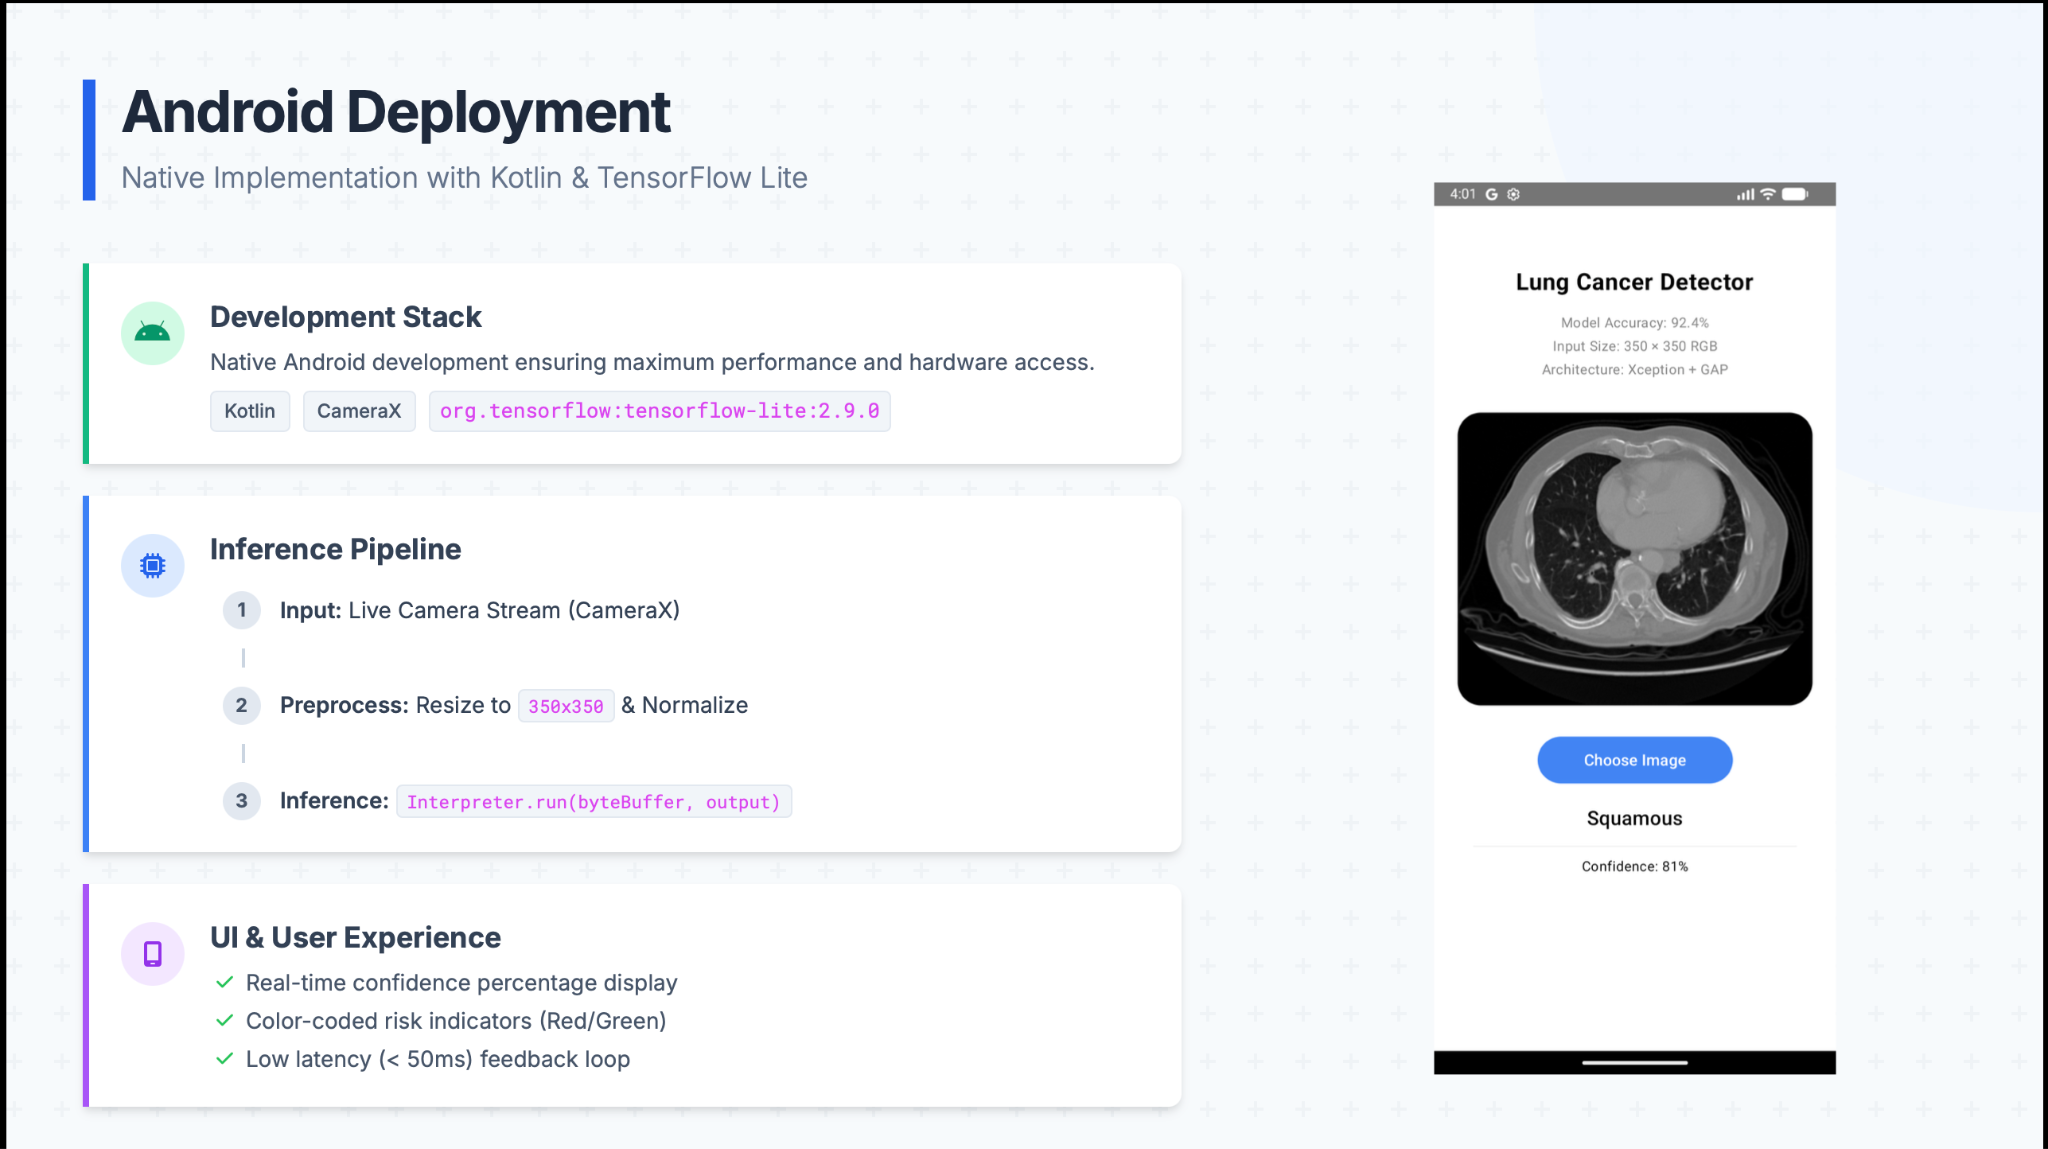 Android Deployment
Native Implementation with Kotlin & TensorFlow Lite
Development Stack
Native Android development ensuring maximum performance and hardware access.
Kotlin CameraX org.tensorflow:tensorflow-lite:2.9.0
Inference Pipeline
1 Input: Live Camera Stream (CameraX)
2 Preprocess: Resize to 350x350 & Normalize
3 Inference: Interpreter.run(byteBuffer, output)
UI & User Experience
Real-time confidence percentage display
Color-coded risk indicators (Red/Green)
Low latency (< 50ms) feedback loop
4:01 G
Lung Cancer Detector
Model Accuracy: 92.4%
Input Size: 350 × 350 RGB
Architecture: Xception + GAP
Choose Image
Squamous
Confidence: 81%